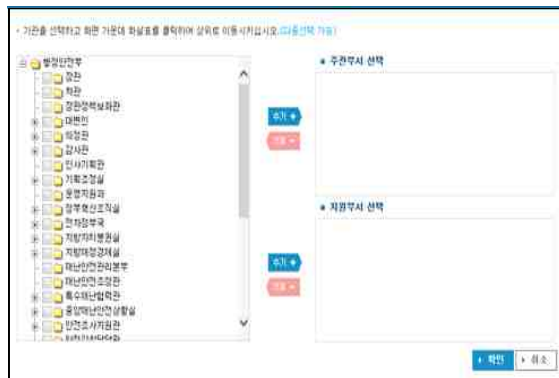 기관을 선택하고 화면 가운데 화살표를 클릭하여 상위로 이동시키십시오.(다중선택 가능)
행정안전부
장관
차관
장관정책보좌관
대변인
의정관
감사관
인사기획관
기획조정실
운영지원과
정부혁신조직실
전자정부국
지방자치분권실
지방재정경제실
재난안전관리본부
재난안전조정관
특수재난협력관
중앙재난안전상황실
안전조사지원관
추가
주관부서 선택
추가
지원부서 선택
확인
취소